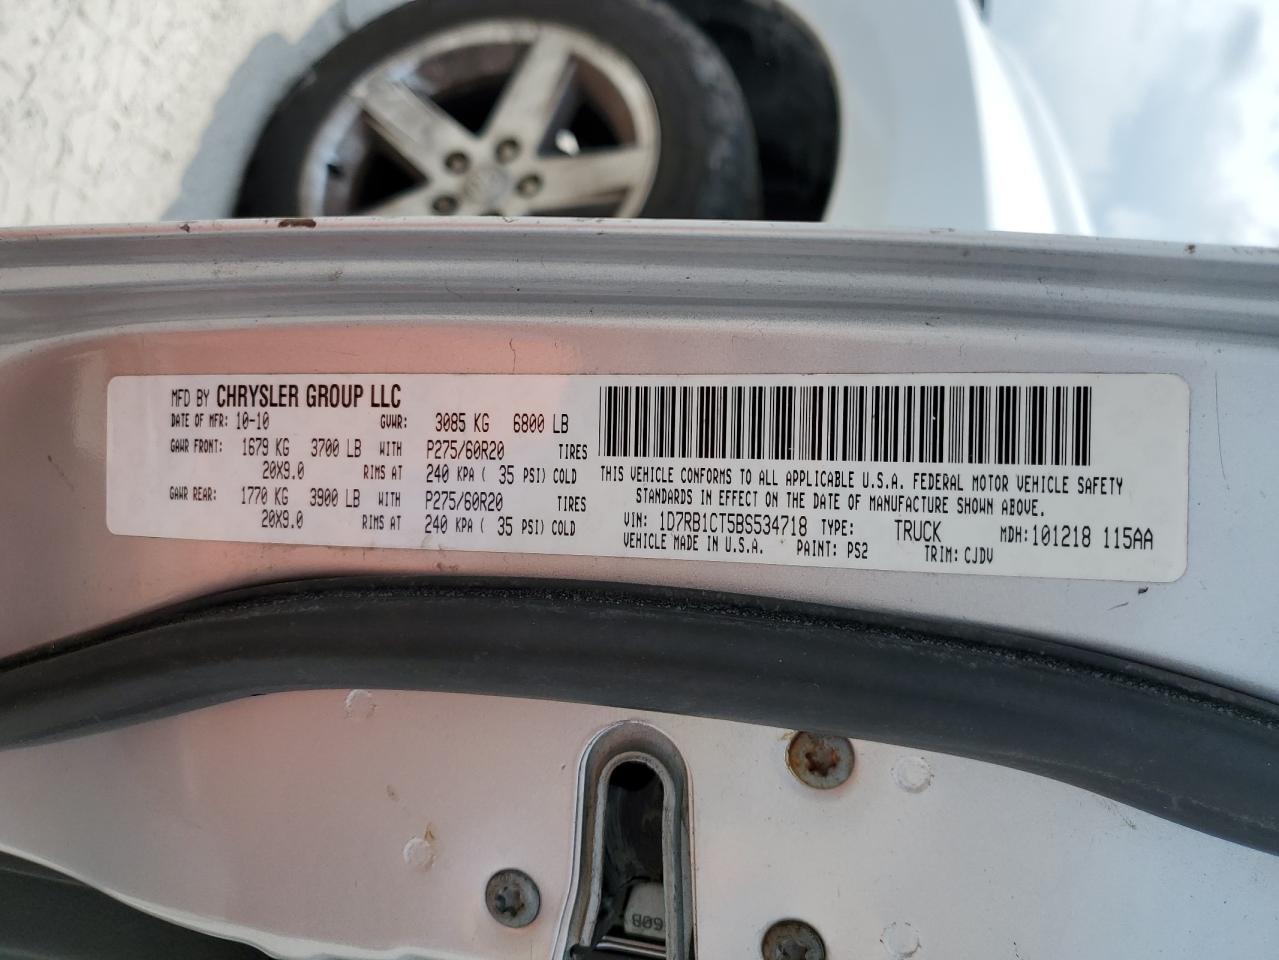 MFD BY CHRYSLER GROUP LLC
DATE OF MFR: 10-10 GVWR: 3085 KG 6800 LB
GAWR FRONT: 1679 KG 3700 LB WITH P275/60R20 TIRES
20X9.0 RIMS AT 240 KPA ( 35 PSI) COLD
GAWR REAR: 1770 KG 3900 LB WITH P275/60R20 TIRES
20X9.0 RIMS AT 240 KPA ( 35 PSI) COLD
THIS VEHICLE CONFORMS TO ALL APPLICABLE U.S.A. FEDERAL MOTOR VEHICLE SAFETY
STANDARDS IN EFFECT ON THE DATE OF MANUFACTURE SHOWN ABOVE.
VIN: 1D7RB1CT5BS534718 TYPE: TRUCK MDH:101218 115AA
VEHICLE MADE IN U.S.A. PAINT: PS2 TRIM: CJDV